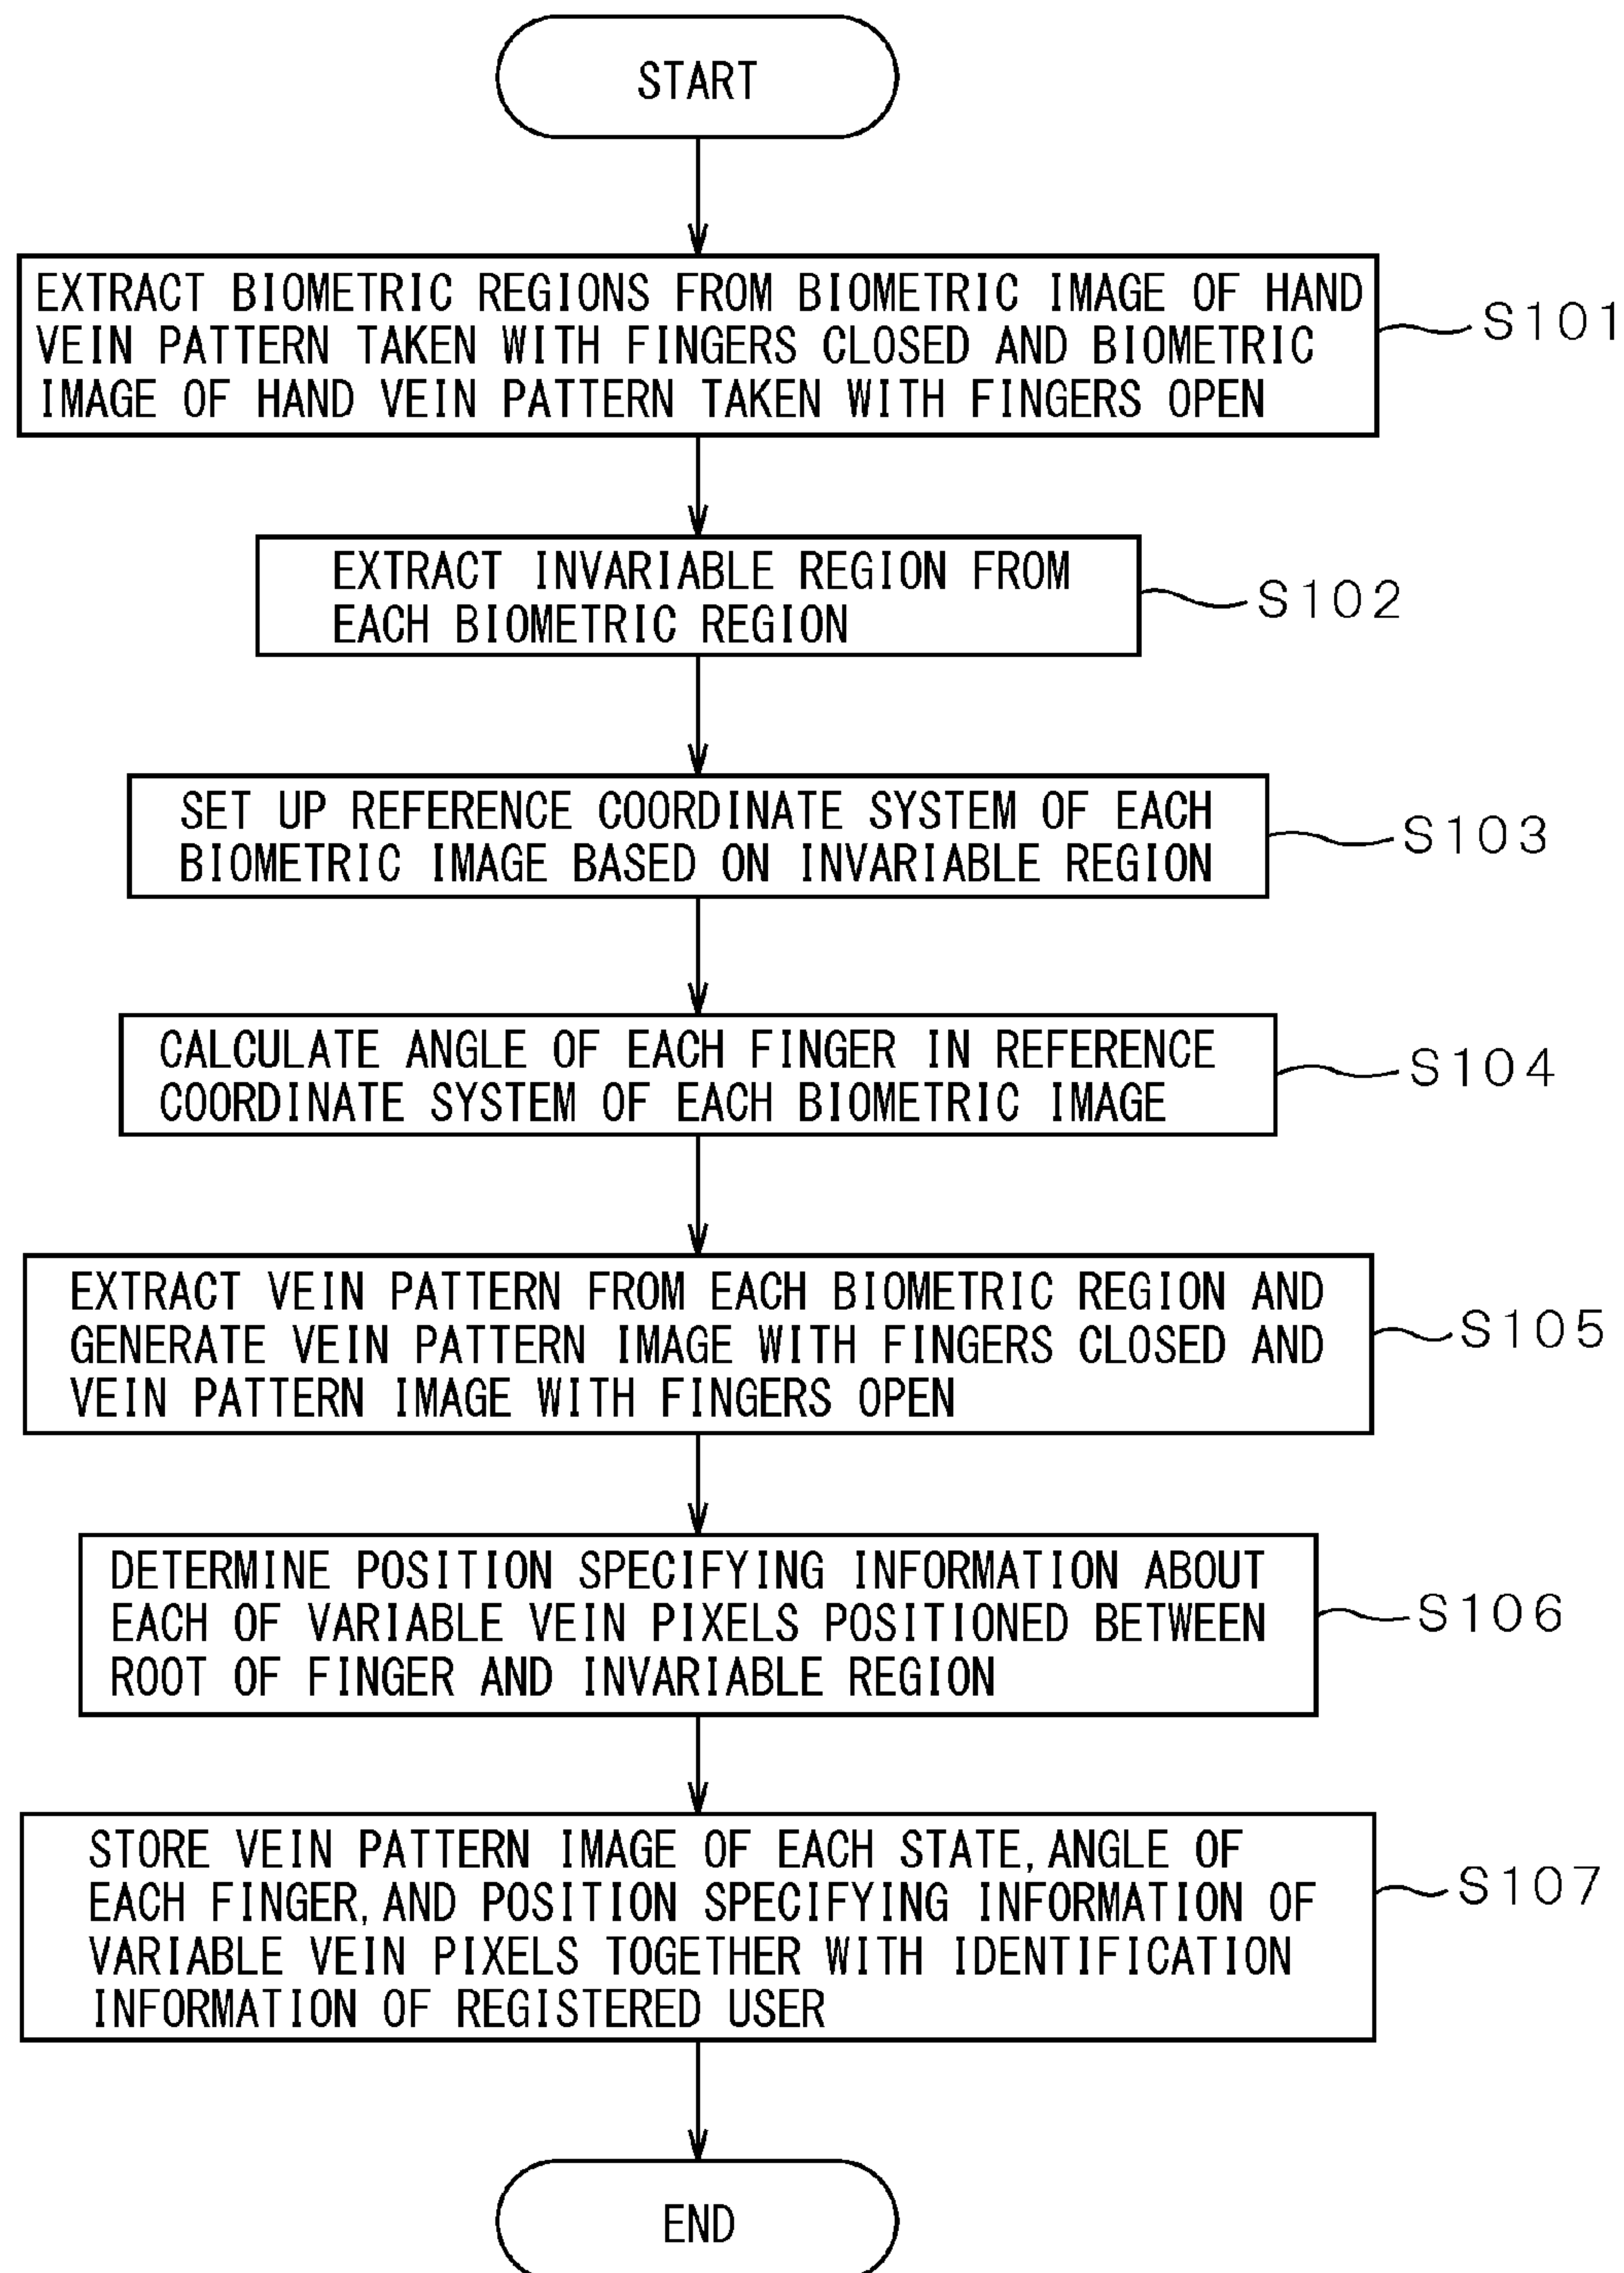 START
EXTRACT BIOMETRIC REGIONS FROM BIOMETRIC IMAGE OF HAND
VEIN PATTERN TAKEN WITH FINGERS CLOSED AND BIOMETRIC
IMAGE OF HAND VEIN PATTERN TAKEN WITH FINGERS OPEN
S101
EXTRACT INVARIABLE REGION FROM
EACH BIOMETRIC REGION
S102
SET UP REFERENCE COORDINATE SYSTEM OF EACH
BIOMETRIC IMAGE BASED ON INVARIABLE REGION
S103
CALCULATE ANGLE OF EACH FINGER IN REFERENCE
COORDINATE SYSTEM OF EACH BIOMETRIC IMAGE
S104
EXTRACT VEIN PATTERN FROM EACH BIOMETRIC REGION AND
GENERATE VEIN PATTERN IMAGE WITH FINGERS CLOSED AND
VEIN PATTERN IMAGE WITH FINGERS OPEN
S105
DETERMINE POSITION SPECIFYING INFORMATION ABOUT
EACH OF VARIABLE VEIN PIXELS POSITIONED BETWEEN
ROOT OF FINGER AND INVARIABLE REGION
S106
STORE VEIN PATTERN IMAGE OF EACH STATE, ANGLE OF
EACH FINGER, AND POSITION SPECIFYING INFORMATION OF
VARIABLE VEIN PIXELS TOGETHER WITH IDENTIFICATION
INFORMATION OF REGISTERED USER
S107
END